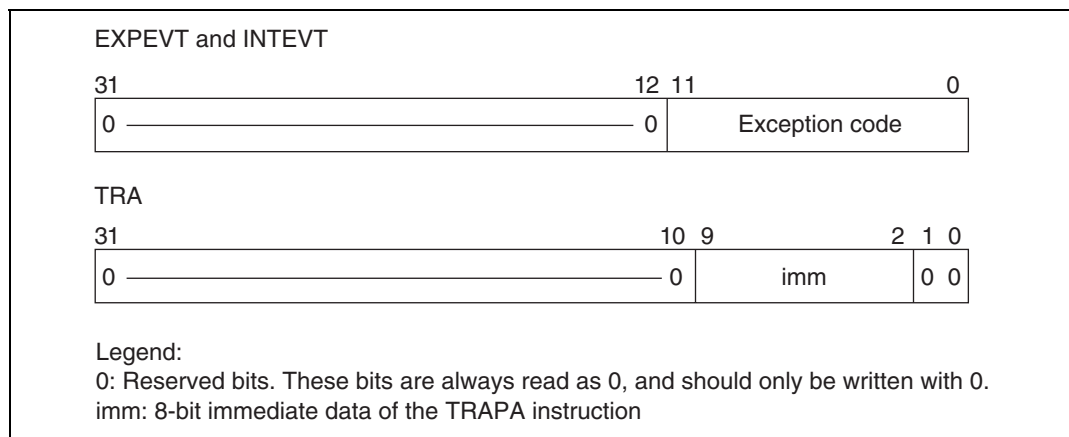 EXPEVT and INTEVT
31 12 11 0
0 0 Exception code
TRA
31 10 9 2 1 0
0 0 imm 0 0
Legend:
0: Reserved bits. These bits are always read as 0, and should only be written with 0.
imm: 8-bit immediate data of the TRAPA instruction